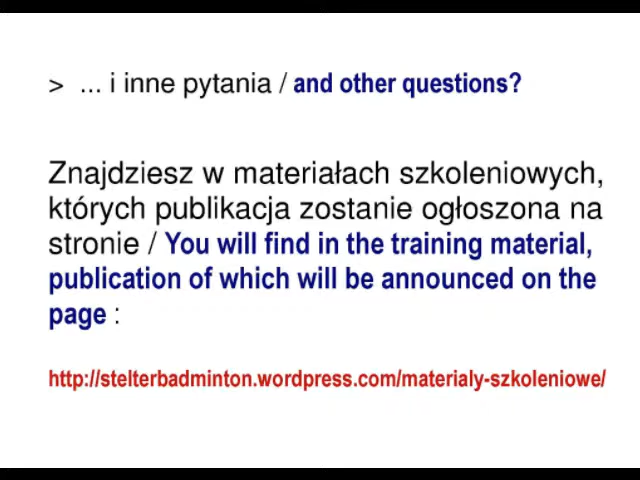 > ... i inne pytania / and other questions?
Znajdziesz w materiałach szkoleniowych,
których publikacja zostanie ogłoszona na
stronie / You will find in the training material,
publication of which will be announced on the
page :
http://stelterbadminton.wordpress.com/materialy-szkoleniowe/